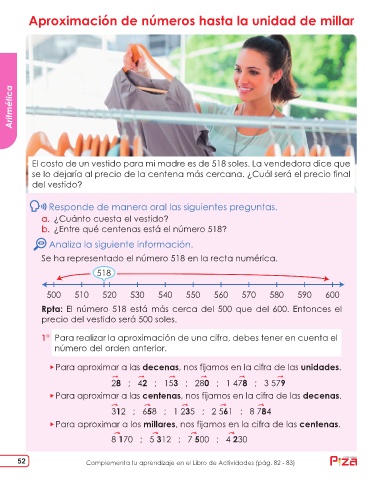 Aproximación de números hasta la unidad de millar
Aritmética
El costo de un vestido para mi madre es de 518 soles. La vendedora dice que
se lo dejaría al precio de la centena más cercana. ¿Cuál será el precio final
del vestido?
Responde de manera oral las siguientes preguntas.
a. ¿Cuánto cuesta el vestido?
b. ¿Entre qué centenas está el número 518?
Analiza la siguiente información.
Se ha representado el número 518 en la recta numérica.
518
500 510 520 530 540 550 560 570 580 590 600
Rpta: El número 518 está más cerca del 500 que del 600. Entonces el
precio del vestido será 500 soles.
1° Para realizar la aproximación de una cifra, debes tener en cuenta el
número del orden anterior.
Para aproximar a las decenas, nos fijamos en la cifra de las unidades.
28 ; 42 ; 153 ; 280 ; 1 478 ; 3 579
Para aproximar a las centenas, nos fijamos en la cifra de las decenas.
312 ; 658 ; 1 235 ; 2 561 ; 8 784
Para aproximar a los millares, nos fijamos en la cifra de las centenas.
8 170 ; 5 312 ; 7 500 ; 4 230
52
Complementa tu aprendizaje en el Libro de Actividades (pág. 82 - 83)